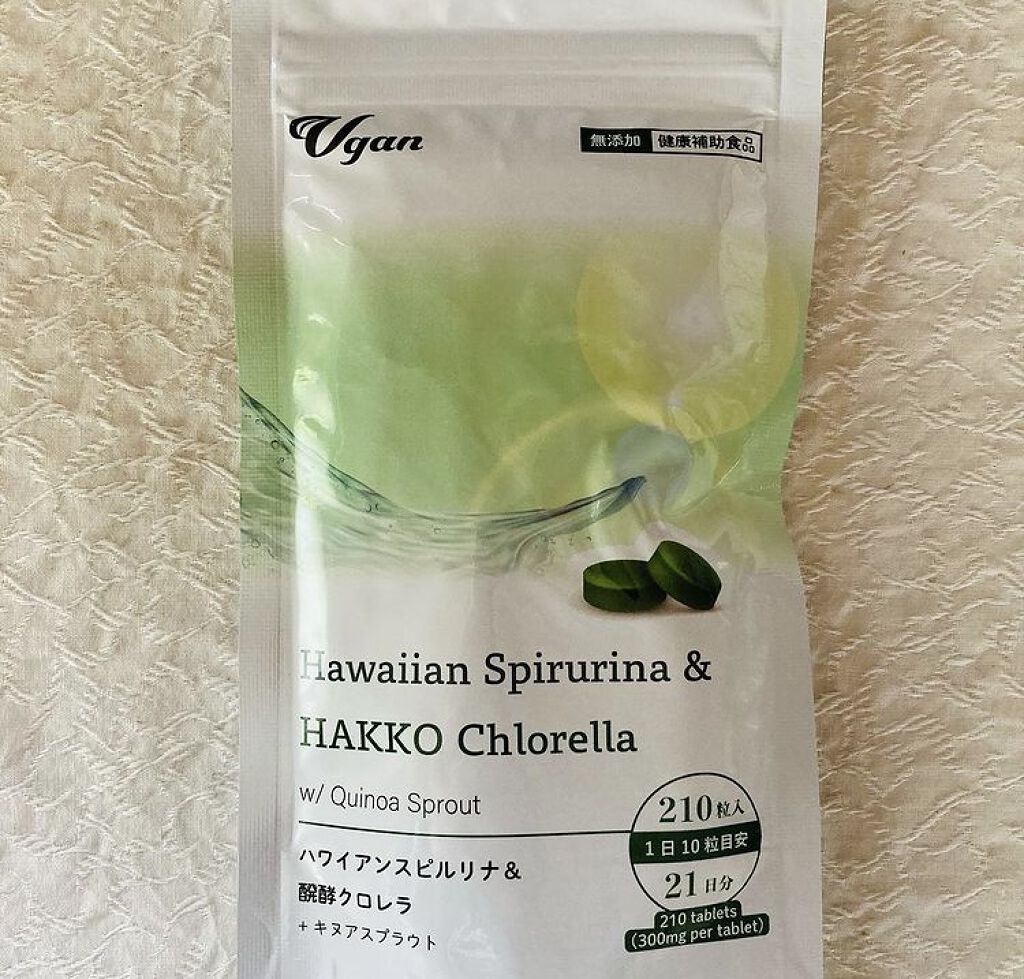 Vgan
無添加 健康補助食品
Hawaiian Spirurina &
HAKKO Chlorella
w/ Quinoa Sprout
ハワイアンスピルリナ&
醗酵クロレラ
+ キヌアスプラウト
210粒入
1日10粒目安
21日分
210 tablets
(300mg per tablet)